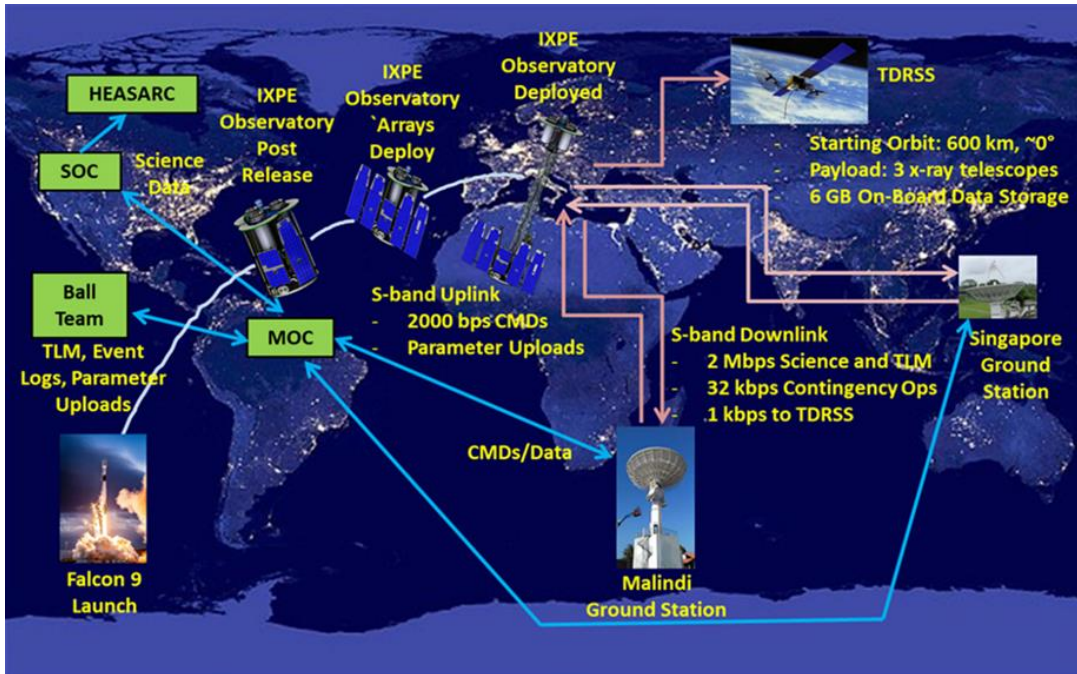 HEASARC
SOC
Science
Data
IXPE
Observatory
Post
Release
IXPE
Observatory
`Arrays
Deploy
IXPE
Observatory
Deployed
TDRSS
- Starting Orbit: 600 km, ~0°
- Payload: 3 x-ray telescopes
- 6 GB On-Board Data Storage
Ball
Team
TLM, Event
Logs, Parameter
Uploads
MOC
S-band Uplink
- 2000 bps CMDs
- Parameter Uploads
S-band Downlink
- 2 Mbps Science and TLM
- 32 kbps Contingency Ops
- 1 kbps to TDRSS
Singapore
Ground
Station
CMDs/Data
Falcon 9
Launch
Malindi
Ground Station